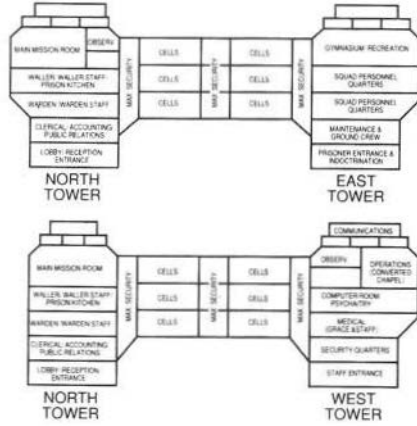 MAIN MISSION ROOM
OBSERV
WALLER/WALLER STAFF/
PRISON KITCHEN
WARDEN/WARDEN STAFF
CLERICAL/ACCOUNTING
PUBLIC RELATIONS
LOBBY/RECEPTION
ENTRANCE
NORTH
TOWER
MAX SECURITY
CELLS
CELLS
CELLS
MAX SECURITY
CELLS
CELLS
CELLS
MAX SECURITY
GYMNASIUM/RECREATION
SQUAD PERSONNEL
QUARTERS
SQUAD PERSONNEL
QUARTERS
MAINTENANCE &
GROUND CREW
PRISONER ENTRANCE &
INDOCTRINATION
EAST
TOWER
MAIN MISSION ROOM
WALLER/WALLER STAFF/
PRISON KITCHEN
WARDEN/WARDEN STAFF
CLERICAL/ACCOUNTING
PUBLIC RELATIONS
LOBBY/RECEPTION
ENTRANCE
NORTH
TOWER
MAX SECURITY
CELLS
CELLS
CELLS
MAX SECURITY
CELLS
CELLS
CELLS
MAX SECURITY
COMMUNICATIONS
OBSERV
OPERATIONS
(CONVERTED
CHAPEL)
COMPUTER ROOM
PSYCHIATRY
MEDICAL
(GRACE & STAFF)
SECURITY QUARTERS
STAFF ENTRANCE
WEST
TOWER